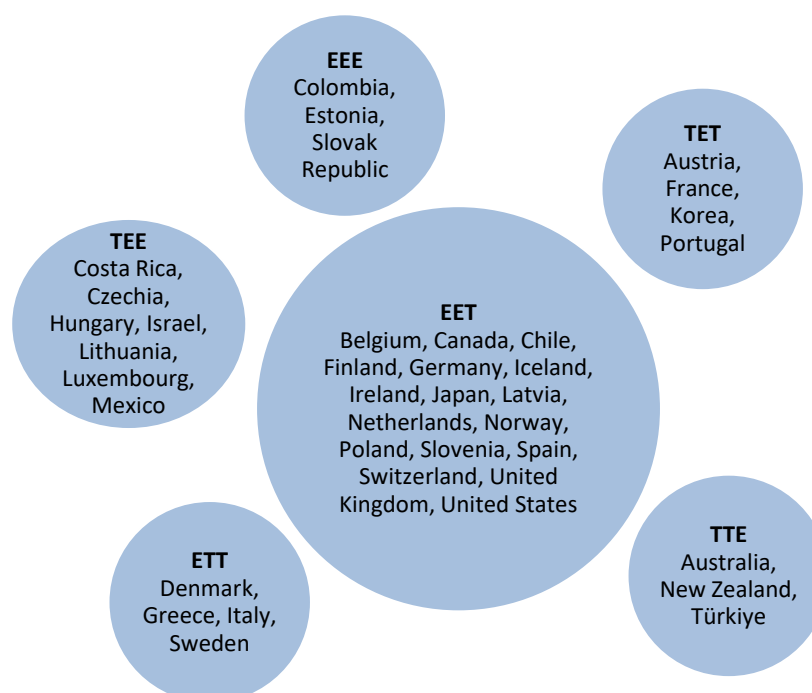 EEE
Colombia,
Estonia,
Slovak
Republic
TET
Austria,
France,
Korea,
Portugal
TEE
Costa Rica,
Czechia,
Hungary, Israel,
Lithuania,
Luxembourg,
Mexico
EET
Belgium, Canada, Chile,
Finland, Germany, Iceland,
Ireland, Japan, Latvia,
Netherlands, Norway,
Poland, Slovenia, Spain,
Switzerland, United
Kingdom, United States
ETT
Denmark,
Greece, Italy,
Sweden
TTE
Australia,
New Zealand,
Türkiye